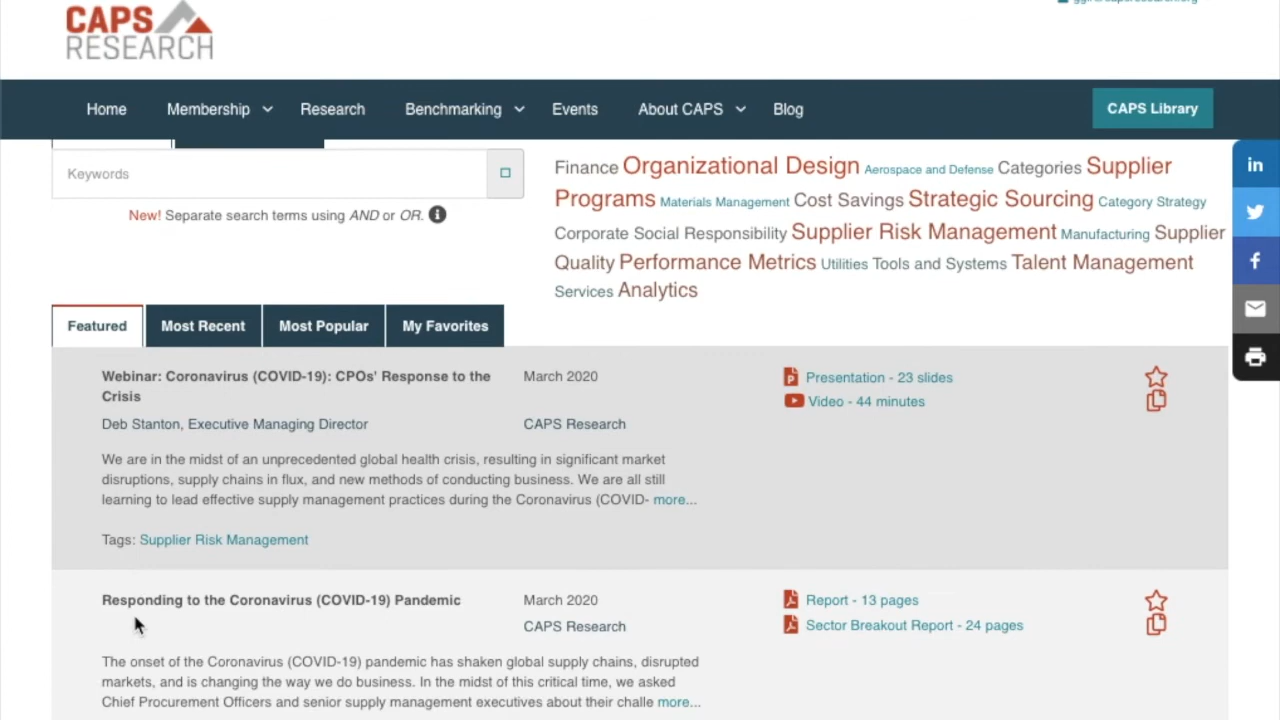 CAPS
RESEARCH
Home Membership Research Benchmarking Events About CAPS Blog CAPS Library
Keywords
New! Separate search terms using AND or OR.
Finance Organizational Design Aerospace and Defense Categories Supplier
Programs Materials Management Cost Savings Strategic Sourcing Category Strategy
Corporate Social Responsibility Supplier Risk Management Manufacturing Supplier
Quality Performance Metrics Utilities Tools and Systems Talent Management
Services Analytics
Featured Most Recent Most Popular My Favorites
Webinar: Coronavirus (COVID-19): CPOs' Response to the
Crisis
March 2020
Presentation - 23 slides
Video - 44 minutes
Deb Stanton, Executive Managing Director
CAPS Research
We are in the midst of an unprecedented global health crisis, resulting in significant market
disruptions, supply chains in flux, and new methods of conducting business. We are all still
learning to lead effective supply management practices during the Coronavirus (COVID- more...
Tags: Supplier Risk Management
Responding to the Coronavirus (COVID-19) Pandemic
March 2020
CAPS Research
Report - 13 pages
Sector Breakout Report - 24 pages
The onset of the Coronavirus (COVID-19) pandemic has shaken global supply chains, disrupted
markets, and is changing the way we do business. In the midst of this critical time, we asked
Chief Procurement Officers and senior supply management executives about their challe more...